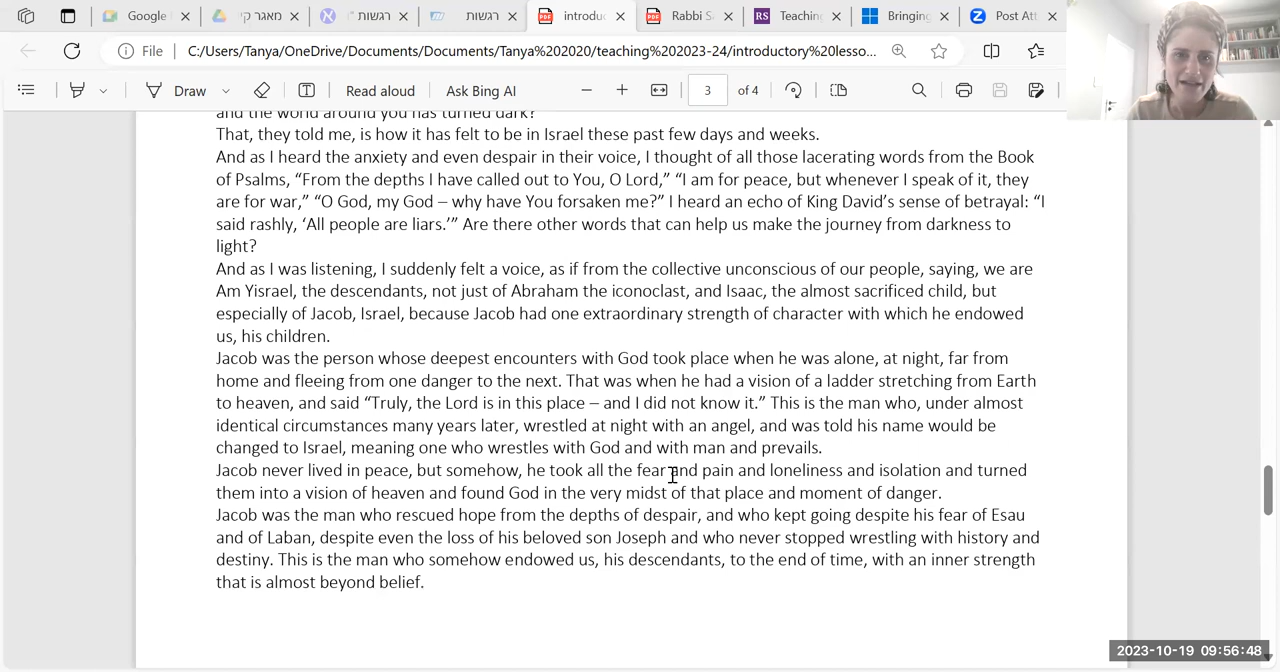 Google
מאגר קי
רגשות "
רגשות
introduc
Rabbi S
Teaching
Bringing
Post Att
File
C:/Users/Tanya/OneDrive/Documents/Documents/Tanya%202020/teaching%202023-24/introductory%20lesso...
Draw
Read aloud
Ask Bing AI
3
of 4
and the world around you has turned dark?
That, they told me, is how it has felt to be in Israel these past few days and weeks.
And as I heard the anxiety and even despair in their voice, I thought of all those lacerating words from the Book
of Psalms, “From the depths I have called out to You, O Lord,” “I am for peace, but whenever I speak of it, they
are for war,” “O God, my God – why have You forsaken me?” I heard an echo of King David’s sense of betrayal: “I
said rashly, ‘All people are liars.’” Are there other words that can help us make the journey from darkness to
light?
And as I was listening, I suddenly felt a voice, as if from the collective unconscious of our people, saying, we are
Am Yisrael, the descendants, not just of Abraham the iconoclast, and Isaac, the almost sacrificed child, but
especially of Jacob, Israel, because Jacob had one extraordinary strength of character with which he endowed
us, his children.
Jacob was the person whose deepest encounters with God took place when he was alone, at night, far from
home and fleeing from one danger to the next. That was when he had a vision of a ladder stretching from Earth
to heaven, and said “Truly, the Lord is in this place – and I did not know it.” This is the man who, under almost
identical circumstances many years later, wrestled at night with an angel, and was told his name would be
changed to Israel, meaning one who wrestles with God and with man and prevails.
Jacob never lived in peace, but somehow, he took all the fear and pain and loneliness and isolation and turned
them into a vision of heaven and found God in the very midst of that place and moment of danger.
Jacob was the man who rescued hope from the depths of despair, and who kept going despite his fear of Esau
and of Laban, despite even the loss of his beloved son Joseph and who never stopped wrestling with history and
destiny. This is the man who somehow endowed us, his descendants, to the end of time, with an inner strength
that is almost beyond belief.
2023-10-19 09:56:48